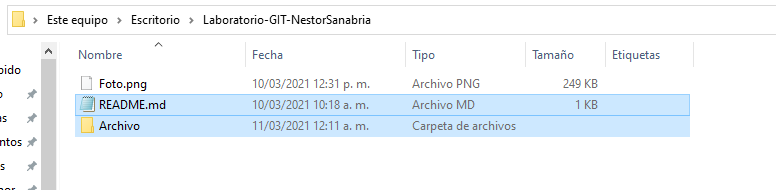 Este equipo > Escritorio > Laboratorio-GIT-NestorSanabria
Nombre Fecha Tipo Tamaño Etiquetas
pido
Foto.png 10/03/2021 12:31 p. m. Archivo PNG 249 KB
README.md 10/03/2021 10:18 a. m. Archivo MD 1 KB
Archivo 11/03/2021 12:11 a. m. Carpeta de archivos
ntos